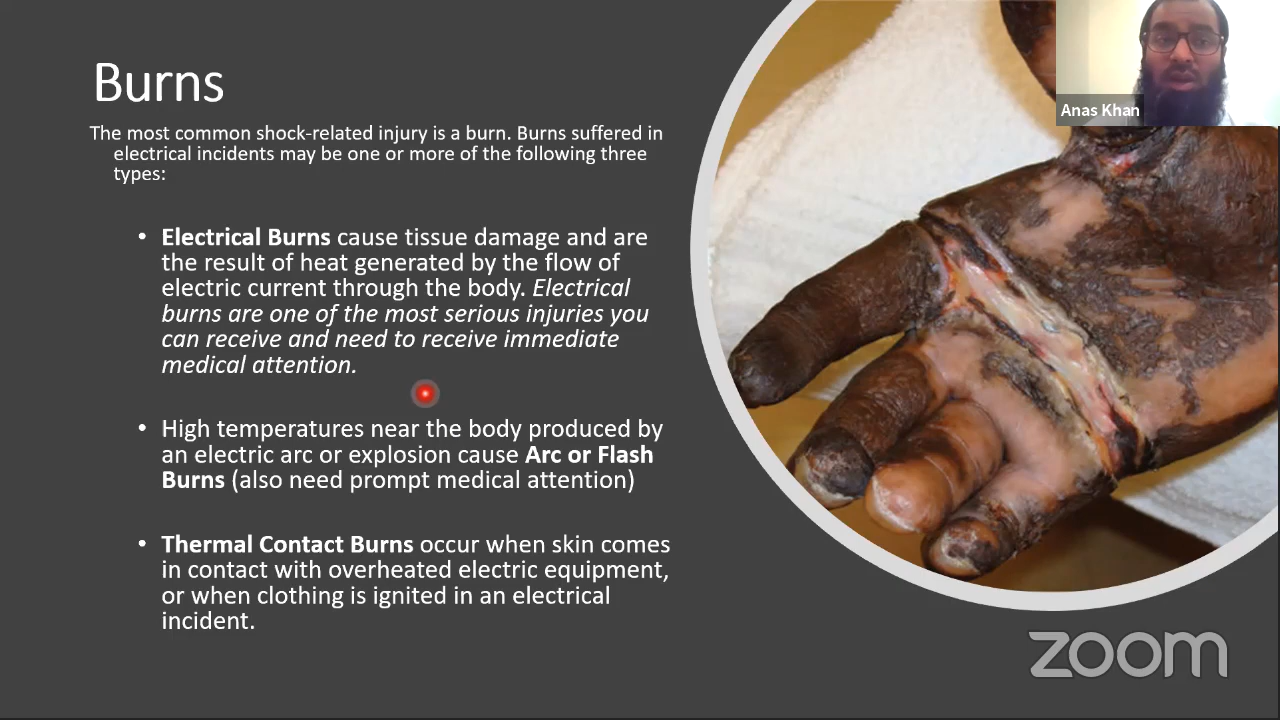 Burns
The most common shock-related injury is a burn. Burns suffered in
electrical incidents may be one or more of the following three
types:
• Electrical Burns cause tissue damage and are
the result of heat generated by the flow of
electric current through the body. Electrical
burns are one of the most serious injuries you
can receive and need to receive immediate
medical attention.
• High temperatures near the body produced by
an electric arc or explosion cause Arc or Flash
Burns (also need prompt medical attention)
• Thermal Contact Burns occur when skin comes
in contact with overheated electric equipment,
or when clothing is ignited in an electrical
incident.
Anas Khan
zoom